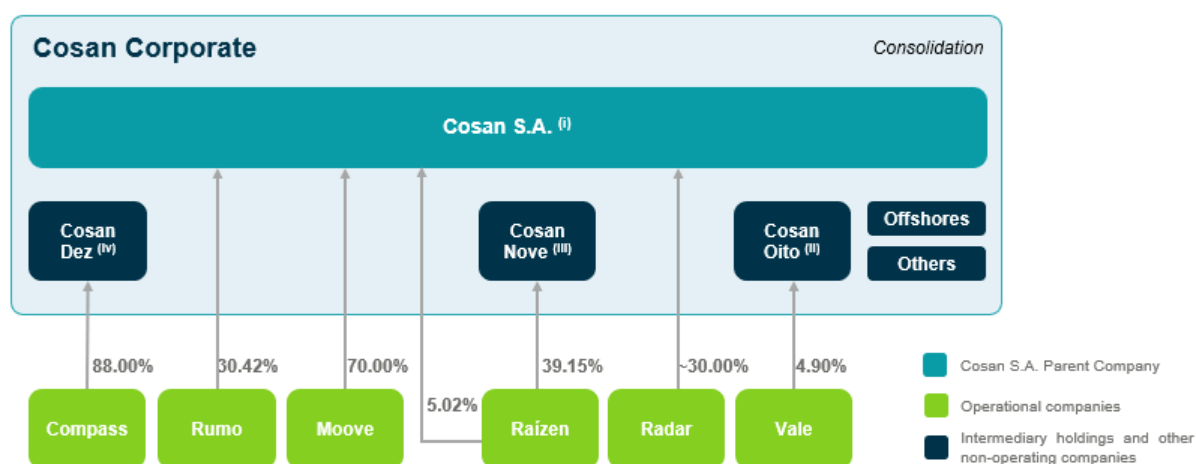 Cosan Corporate
Consolidation
Cosan S.A. (i)
Cosan
Dez (iv)
Cosan
Nove (III)
Cosan
Oito (II)
Offshores
Others
88.00%
30.42%
70.00%
5.02%
39.15%
~30.00%
4.90%
Compass
Rumo
Moove
Raízen
Radar
Vale
Cosan S.A. Parent Company
Operational companies
Intermediary holdings and other
non-operating companies